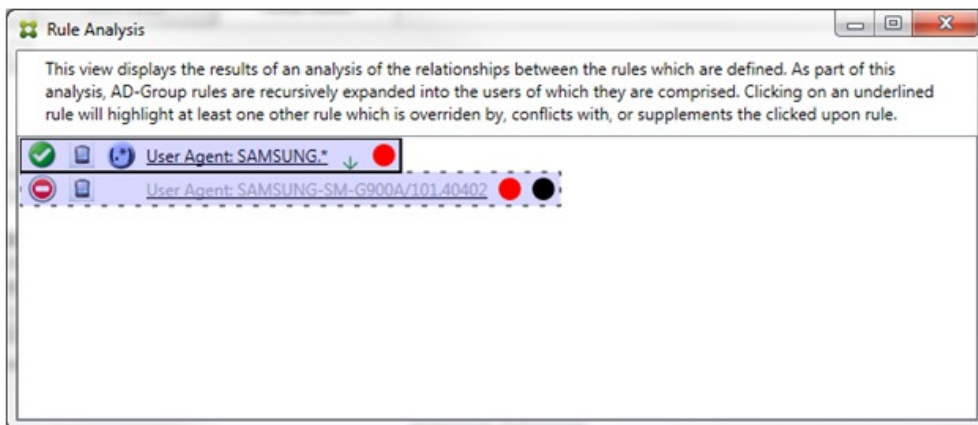 Rule Analysis
This view displays the results of an analysis of the relationships between the rules which are defined. As part of this
analysis, AD-Group rules are recursively expanded into the users of which they are comprised. Clicking on an underlined
rule will highlight at least one other rule which is overriden by, conflicts with, or supplements the clicked upon rule.
(.*) User Agent: SAMSUNG.*
User Agent: SAMSUNG-SM-G900A/101.40402